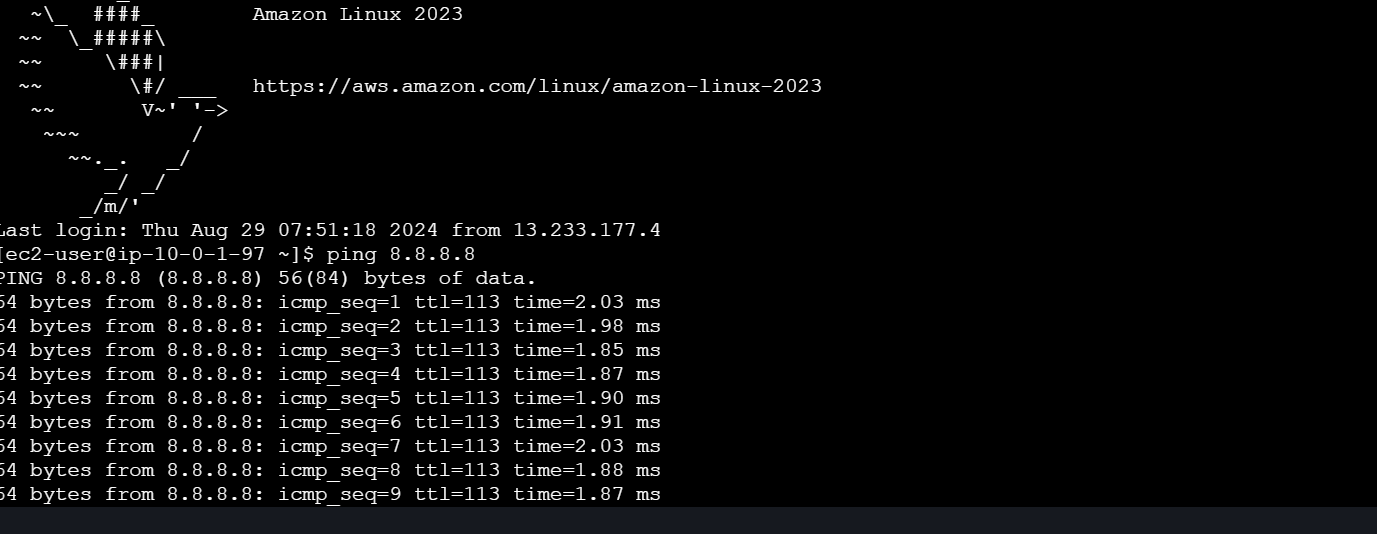 ~\_  ####_        Amazon Linux 2023
~~  \_#####\
~~     \###|
~~       \#/ ___   https://aws.amazon.com/linux/amazon-linux-2023
~~       V~' '->
~~~         /
~~._.   _/
_/ _/
_/m/'
Last login: Thu Aug 29 07:51:18 2024 from 13.233.177.4
[ec2-user@ip-10-0-1-97 ~]$ ping 8.8.8.8
PING 8.8.8.8 (8.8.8.8) 56(84) bytes of data.
64 bytes from 8.8.8.8: icmp_seq=1 ttl=113 time=2.03 ms
64 bytes from 8.8.8.8: icmp_seq=2 ttl=113 time=1.98 ms
64 bytes from 8.8.8.8: icmp_seq=3 ttl=113 time=1.85 ms
64 bytes from 8.8.8.8: icmp_seq=4 ttl=113 time=1.87 ms
64 bytes from 8.8.8.8: icmp_seq=5 ttl=113 time=1.90 ms
64 bytes from 8.8.8.8: icmp_seq=6 ttl=113 time=1.91 ms
64 bytes from 8.8.8.8: icmp_seq=7 ttl=113 time=2.03 ms
64 bytes from 8.8.8.8: icmp_seq=8 ttl=113 time=1.88 ms
64 bytes from 8.8.8.8: icmp_seq=9 ttl=113 time=1.87 ms